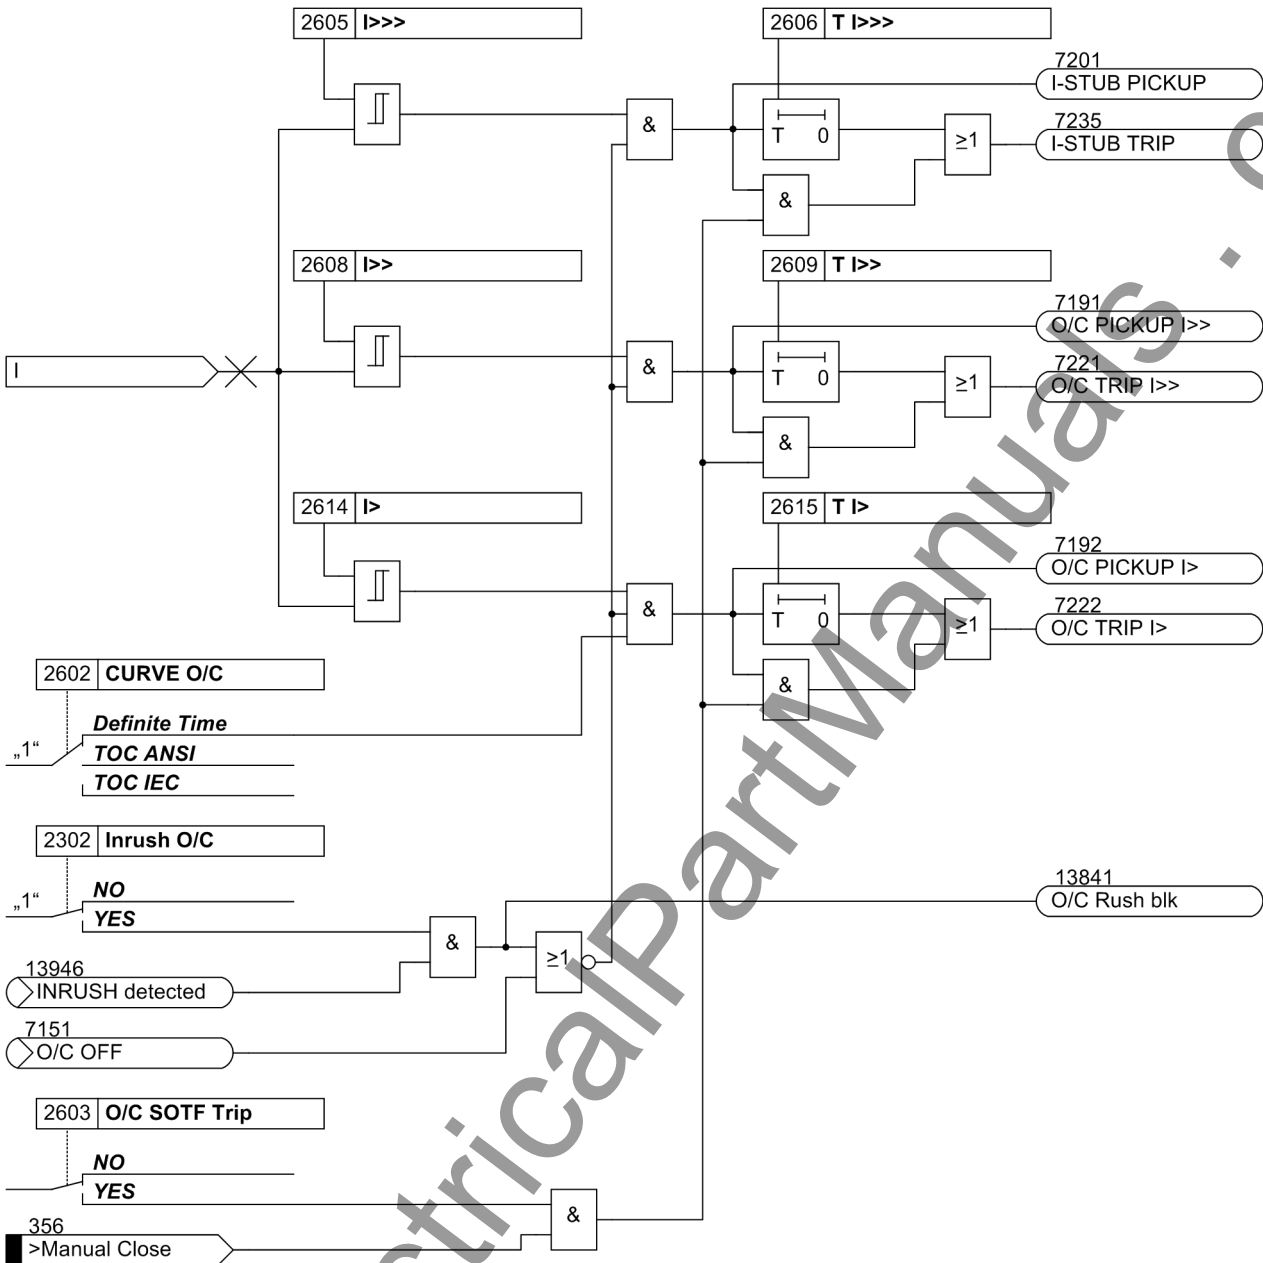 2605 I>>>
2606 T I>>>
7201
I-STUB PICKUP
&
T 0
≥1
7235
I-STUB TRIP
&
2608 I>>
2609 T I>>
7191
O/C PICKUP I>>
I
&
T 0
≥1
7221
O/C TRIP I>>
&
2614 I>
2615 T I>
7192
O/C PICKUP I>
&
T 0
≥1
7222
O/C TRIP I>
&
2602 CURVE O/C
Definite Time
„1“
TOC ANSI
TOC IEC
2302 Inrush O/C
„1“
NO
YES
13841
O/C Rush blk
&
≥1
13946
INRUSH detected
7151
O/C OFF
2603 O/C SOTF Trip
NO
YES
&
356
>Manual Close
ctricalPartManuals . c